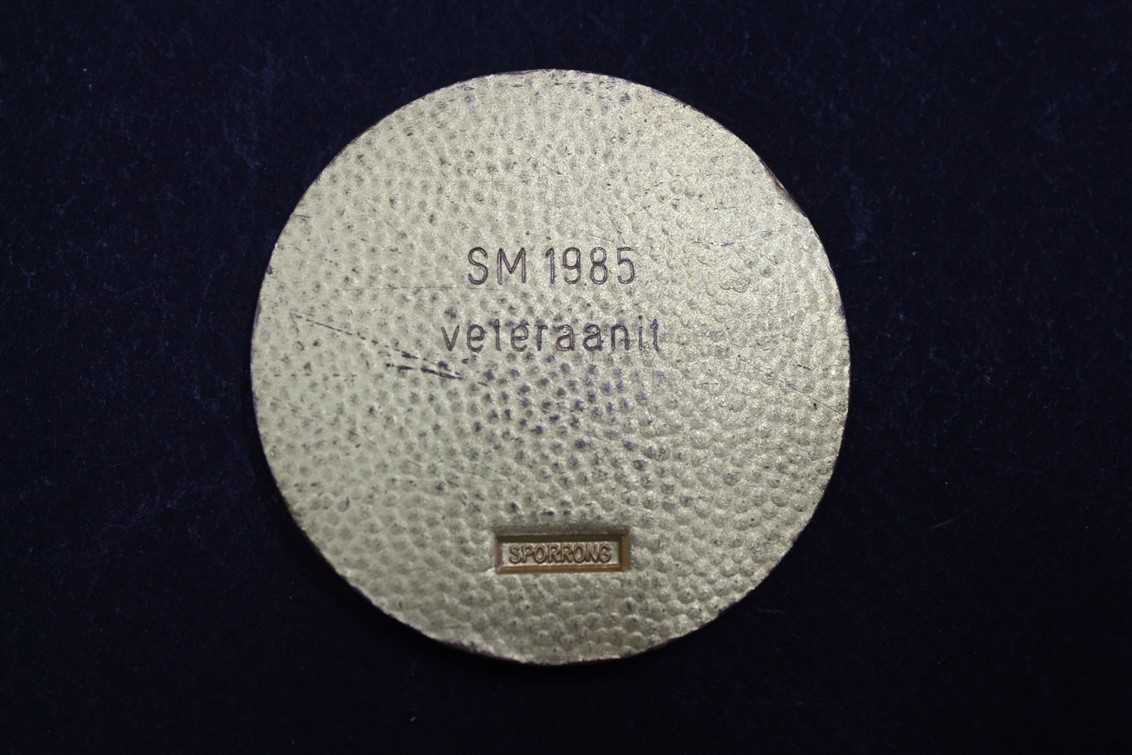 SM 1985
veteraanit
SPORRONG